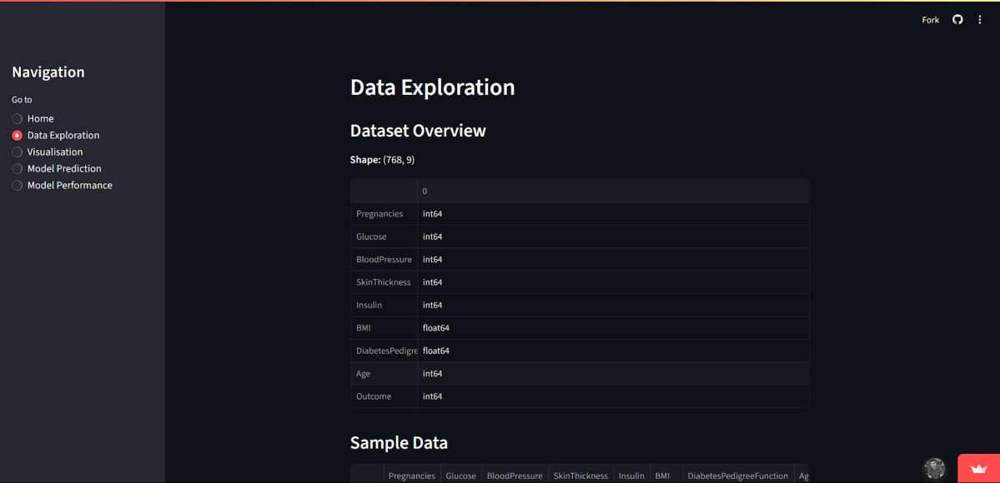 Fork
Navigation
Go to
Home
Data Exploration
Visualisation
Model Prediction
Model Performance
Data Exploration
Dataset Overview
Shape: (768, 9)
0
Pregnancies int64
Glucose int64
BloodPressure int64
SkinThickness int64
Insulin int64
BMI float64
DiabetesPedigre float64
Age int64
Outcome int64
Sample Data
Pregnancies Glucose BloodPressure SkinThickness Insulin BMI DiabetesPedigreeFunction Ag